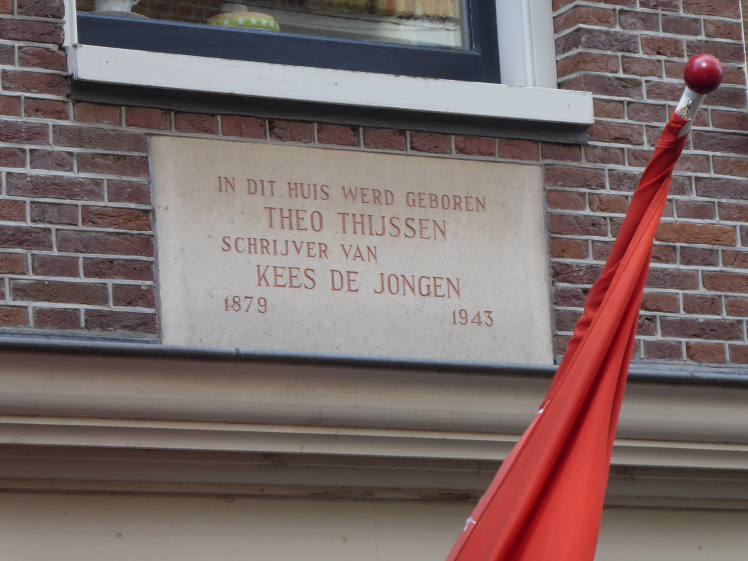 IN DIT HUIS WERD GEBOREN
THEO THIJSSEN
SCHRIJVER VAN
KEES DE JONGEN
1879 1943